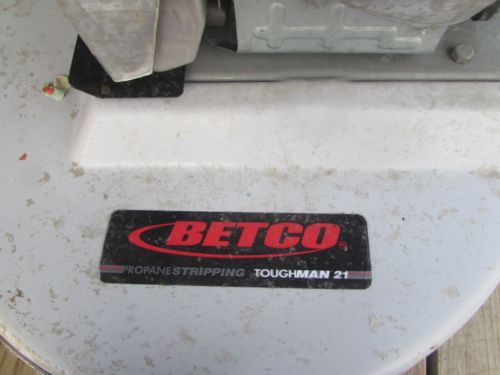 BETCO®
PROPANESTRIPPING TOUGHMAN 21